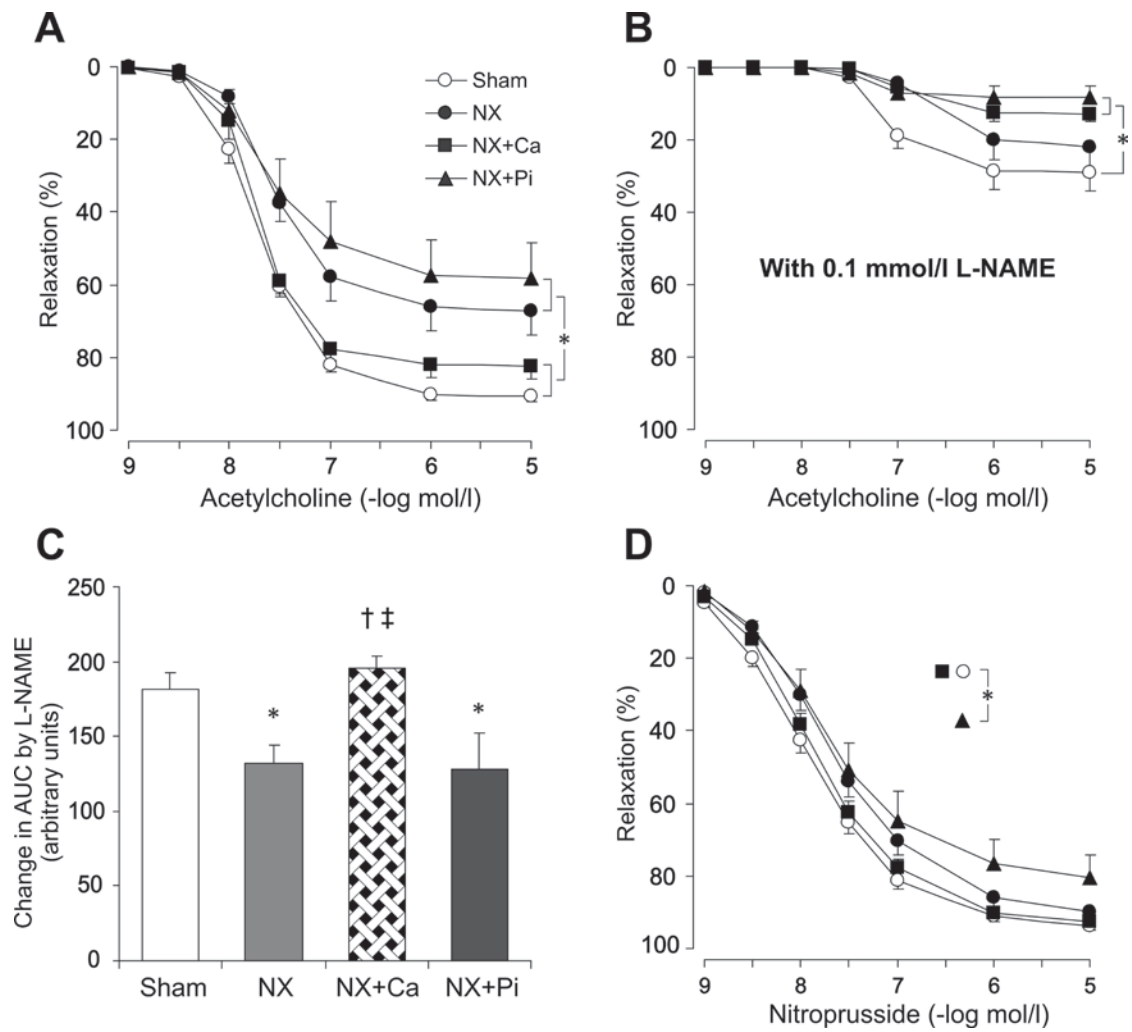 A
0
20
40
60
80
100
Relaxation (%)
Sham
NX
NX+Ca
NX+Pi
*
9 8 7 6 5
Acetylcholine (-log mol/l)
B
0
20
40
60
80
100
Relaxation (%)
*
With 0.1 mmol/l L-NAME
9 8 7 6 5
Acetylcholine (-log mol/l)
C
250
200
150
100
50
0
Change in AUC by L-NAME
(arbitrary units)
* †‡ *
Sham NX NX+Ca NX+Pi
D
0
20
40
60
80
100
Relaxation (%)
*
9 8 7 6 5
Nitroprusside (-log mol/l)